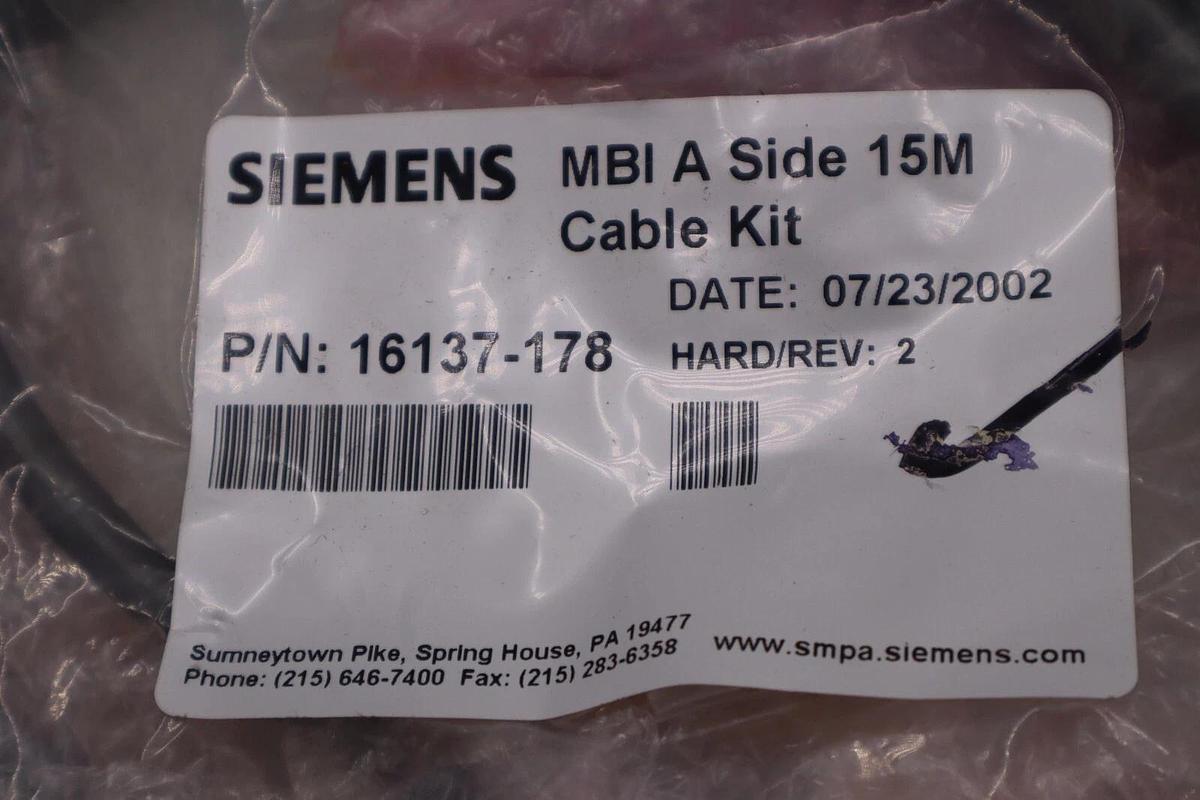 SIEMENS MBI A Side 15M
Cable Kit
DATE: 07/23/2002
P/N: 16137-178 HARD/REV: 2
Sumneytown Pike, Spring House, PA 19477
Phone: (215) 646-7400 Fax: (215) 283-6358
www.smpa.siemens.com